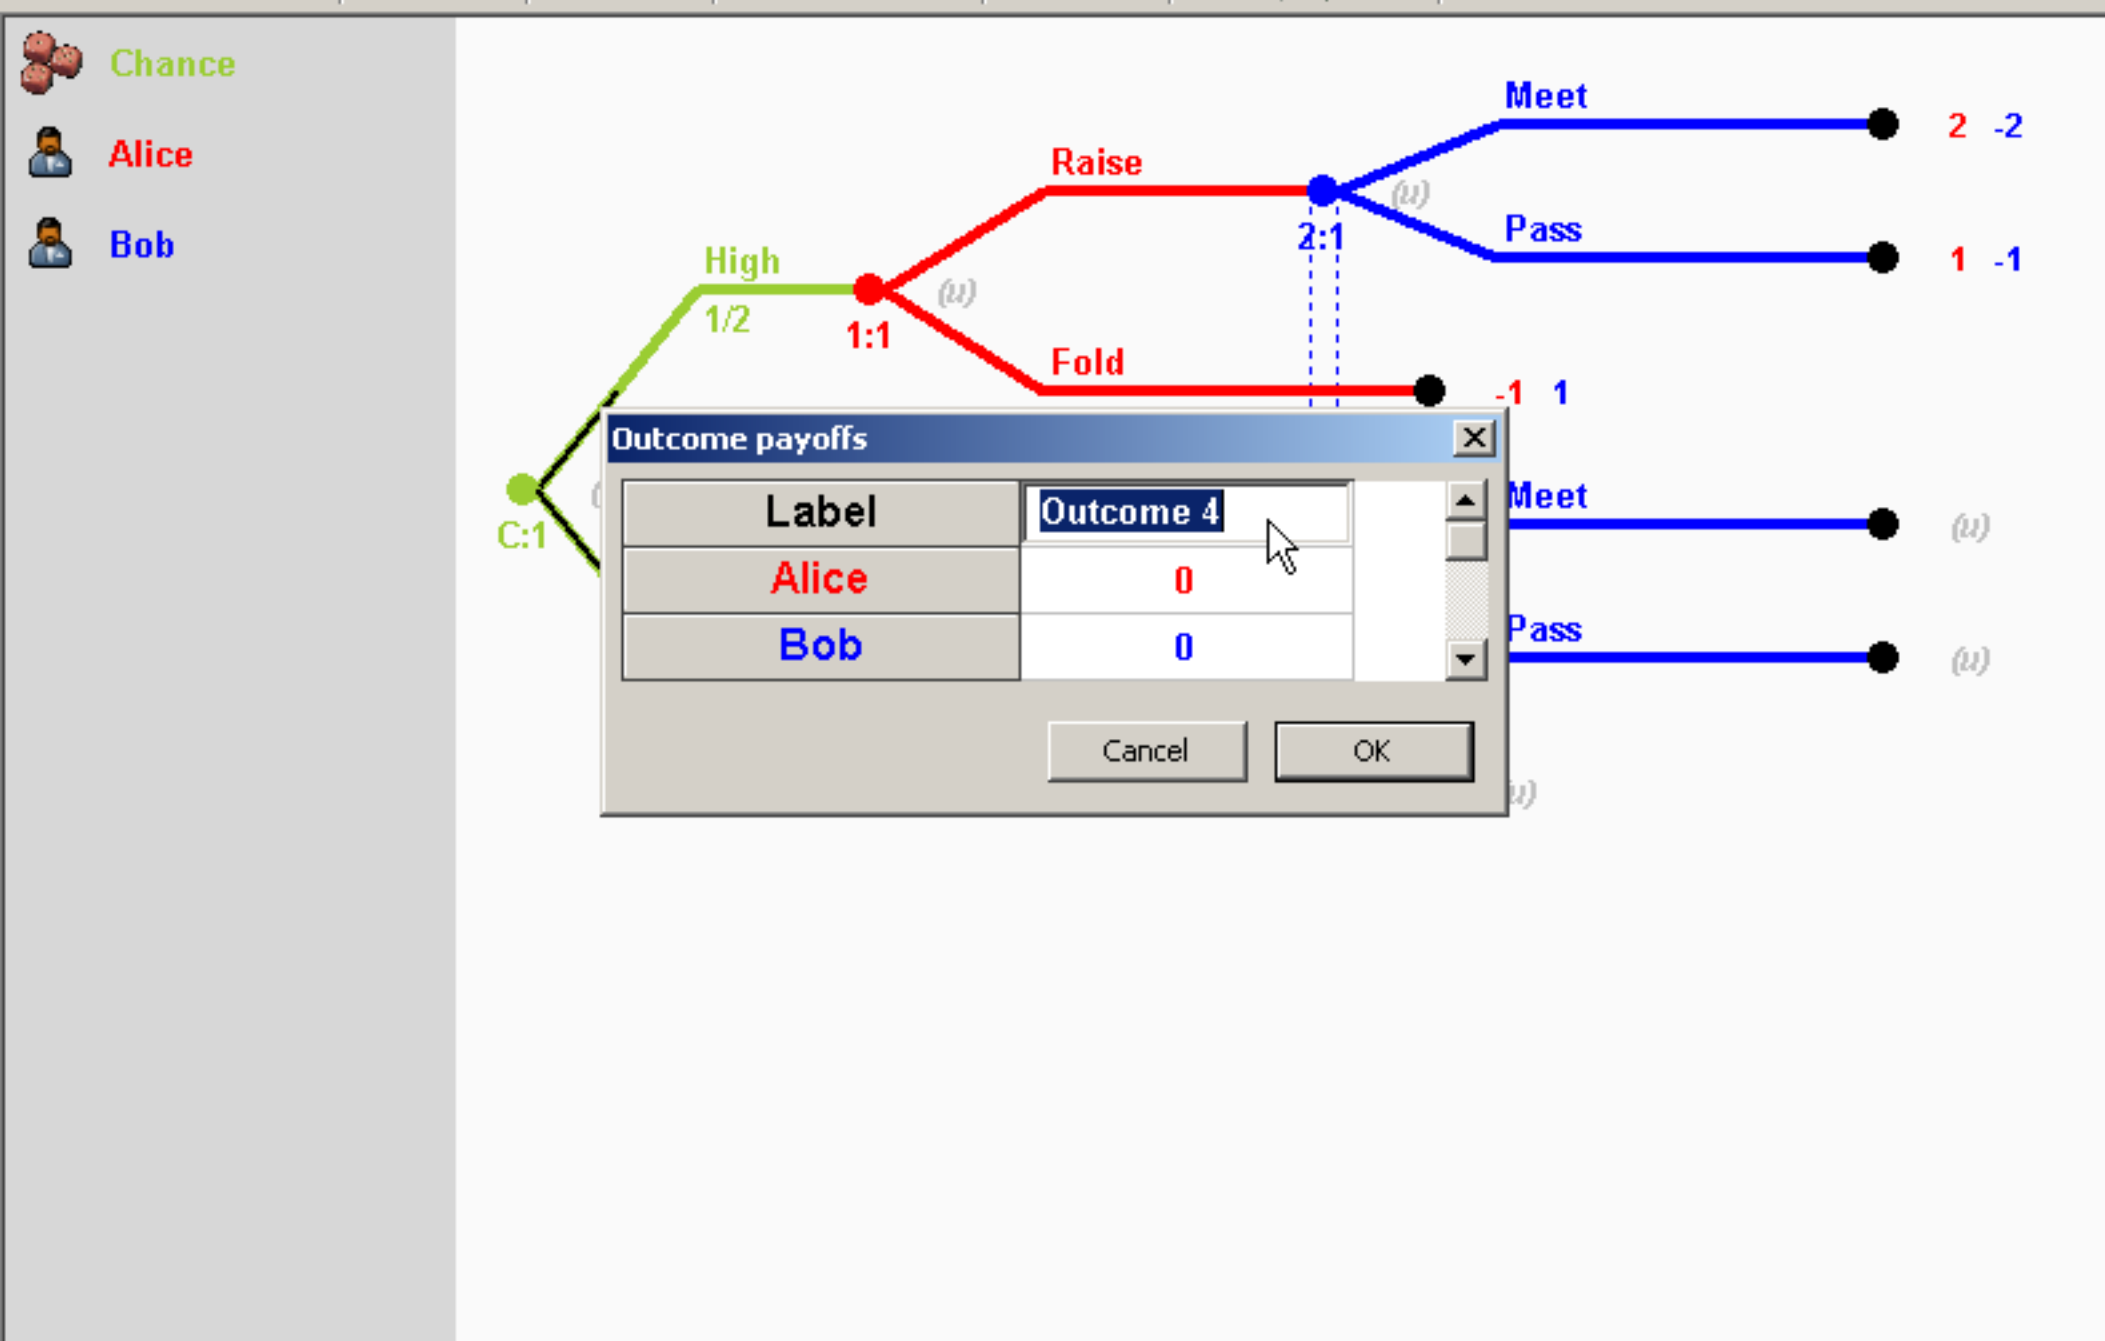 Chance
Alice
Bob
Meet
2 -2
Raise
(u)
2:1
Pass
1 -1
High
1/2
(u)
1:1
Fold
-1 1
C:1
Outcome payoffs
Label Outcome 4
Alice 0
Bob 0
Cancel OK
Meet
(u)
Pass
(u)
u)